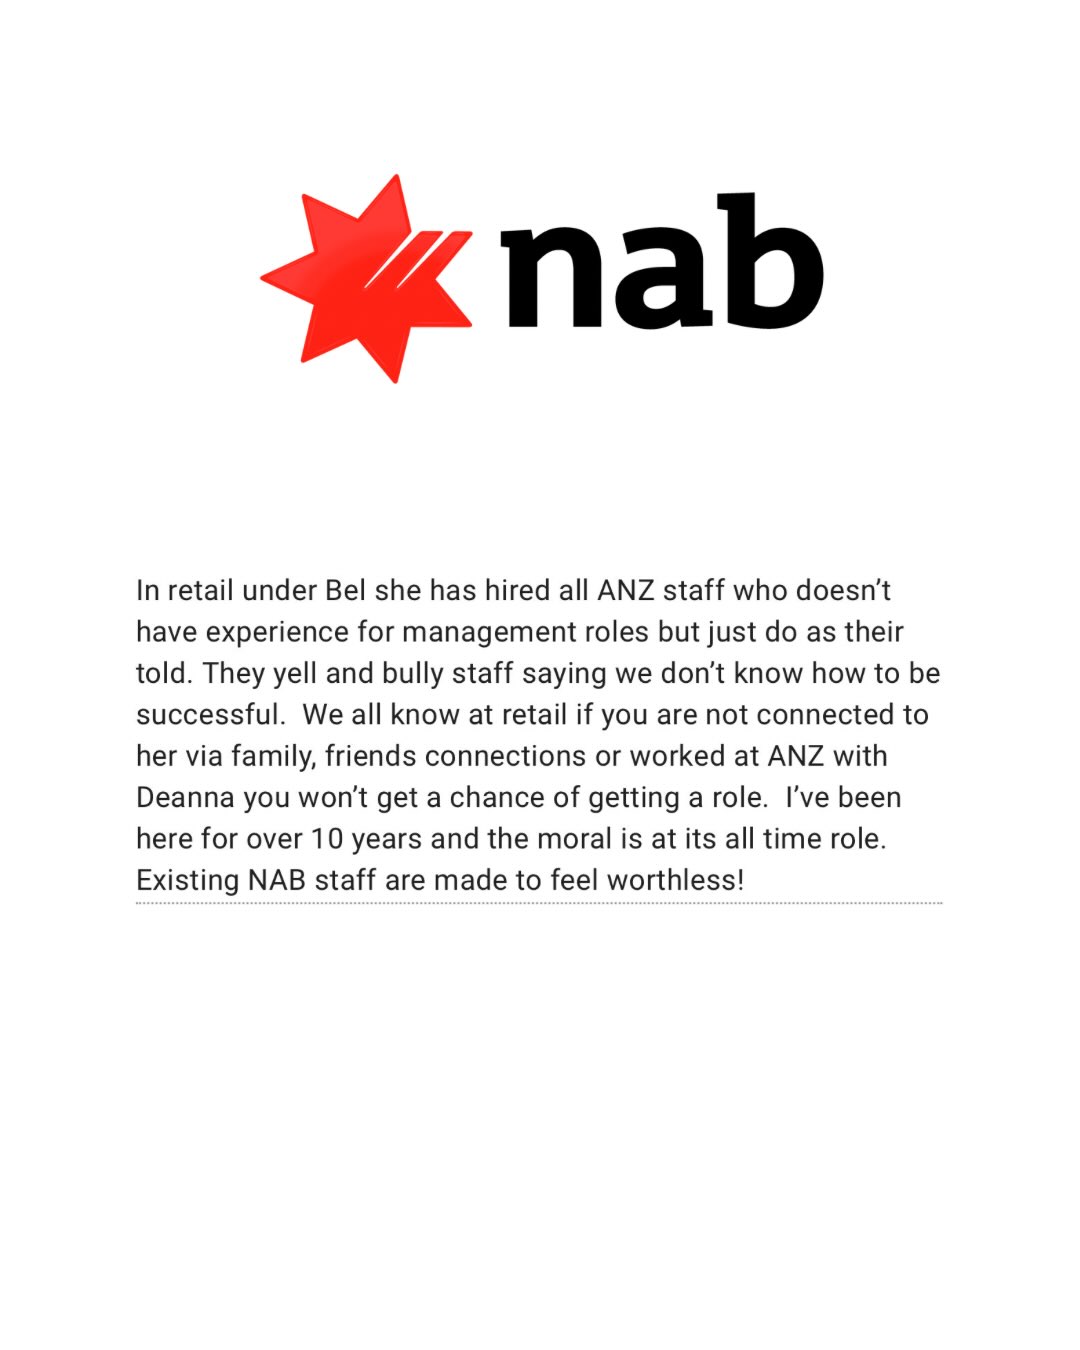 nab
In retail under Bel she has hired all ANZ staff who doesn’t
have experience for management roles but just do as their
told. They yell and bully staff saying we don’t know how to be
successful.  We all know at retail if you are not connected to
her via family, friends connections or worked at ANZ with
Deanna you won’t get a chance of getting a role.  I’ve been
here for over 10 years and the moral is at its all time role.
Existing NAB staff are made to feel worthless!